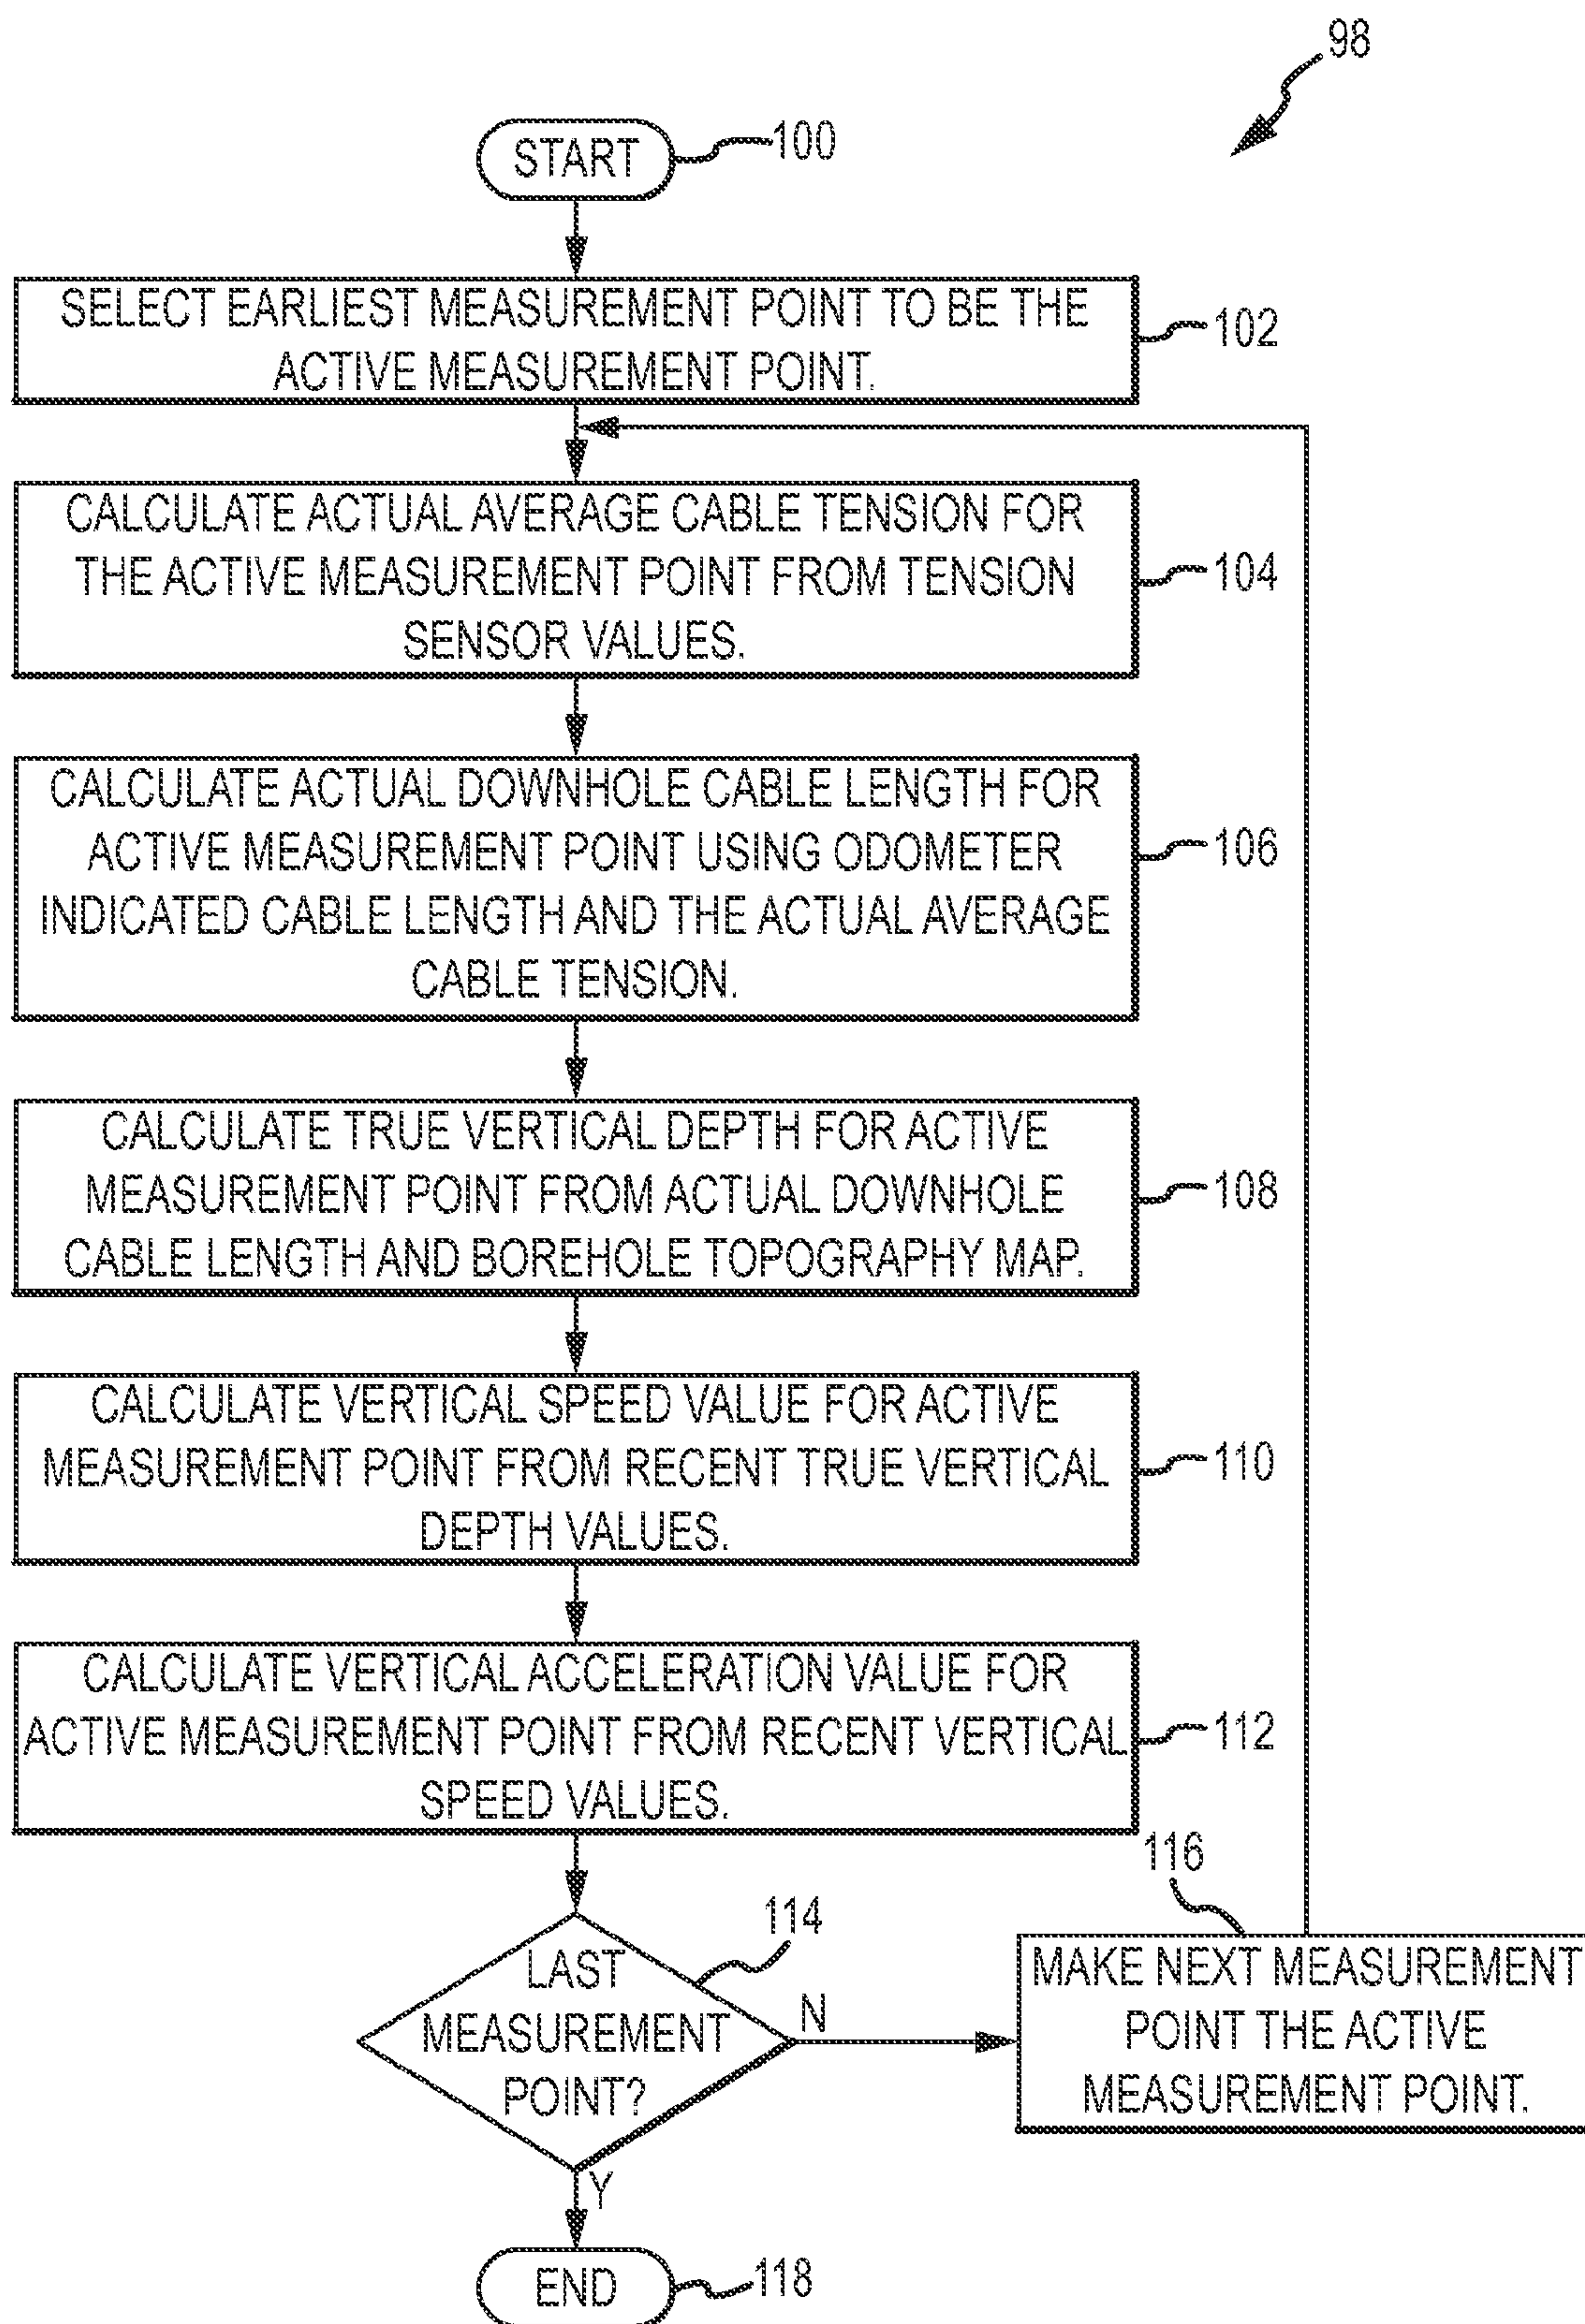 98
START
100
SELECT EARLIEST MEASUREMENT POINT TO BE THE
ACTIVE MEASUREMENT POINT.
102
CALCULATE ACTUAL AVERAGE CABLE TENSION FOR
THE ACTIVE MEASUREMENT POINT FROM TENSION
SENSOR VALUES.
104
CALCULATE ACTUAL DOWNHOLE CABLE LENGTH FOR
ACTIVE MEASUREMENT POINT USING ODOMETER
INDICATED CABLE LENGTH AND THE ACTUAL AVERAGE
CABLE TENSION.
106
CALCULATE TRUE VERTICAL DEPTH FOR ACTIVE
MEASUREMENT POINT FROM ACTUAL DOWNHOLE
CABLE LENGTH AND BOREHOLE TOPOGRAPHY MAP.
108
CALCULATE VERTICAL SPEED VALUE FOR ACTIVE
MEASUREMENT POINT FROM RECENT TRUE VERTICAL
DEPTH VALUES.
110
CALCULATE VERTICAL ACCELERATION VALUE FOR
ACTIVE MEASUREMENT POINT FROM RECENT VERTICAL
SPEED VALUES.
112
LAST
MEASUREMENT
POINT?
114
N
116
MAKE NEXT MEASUREMENT
POINT THE ACTIVE
MEASUREMENT POINT.
Y
END
118